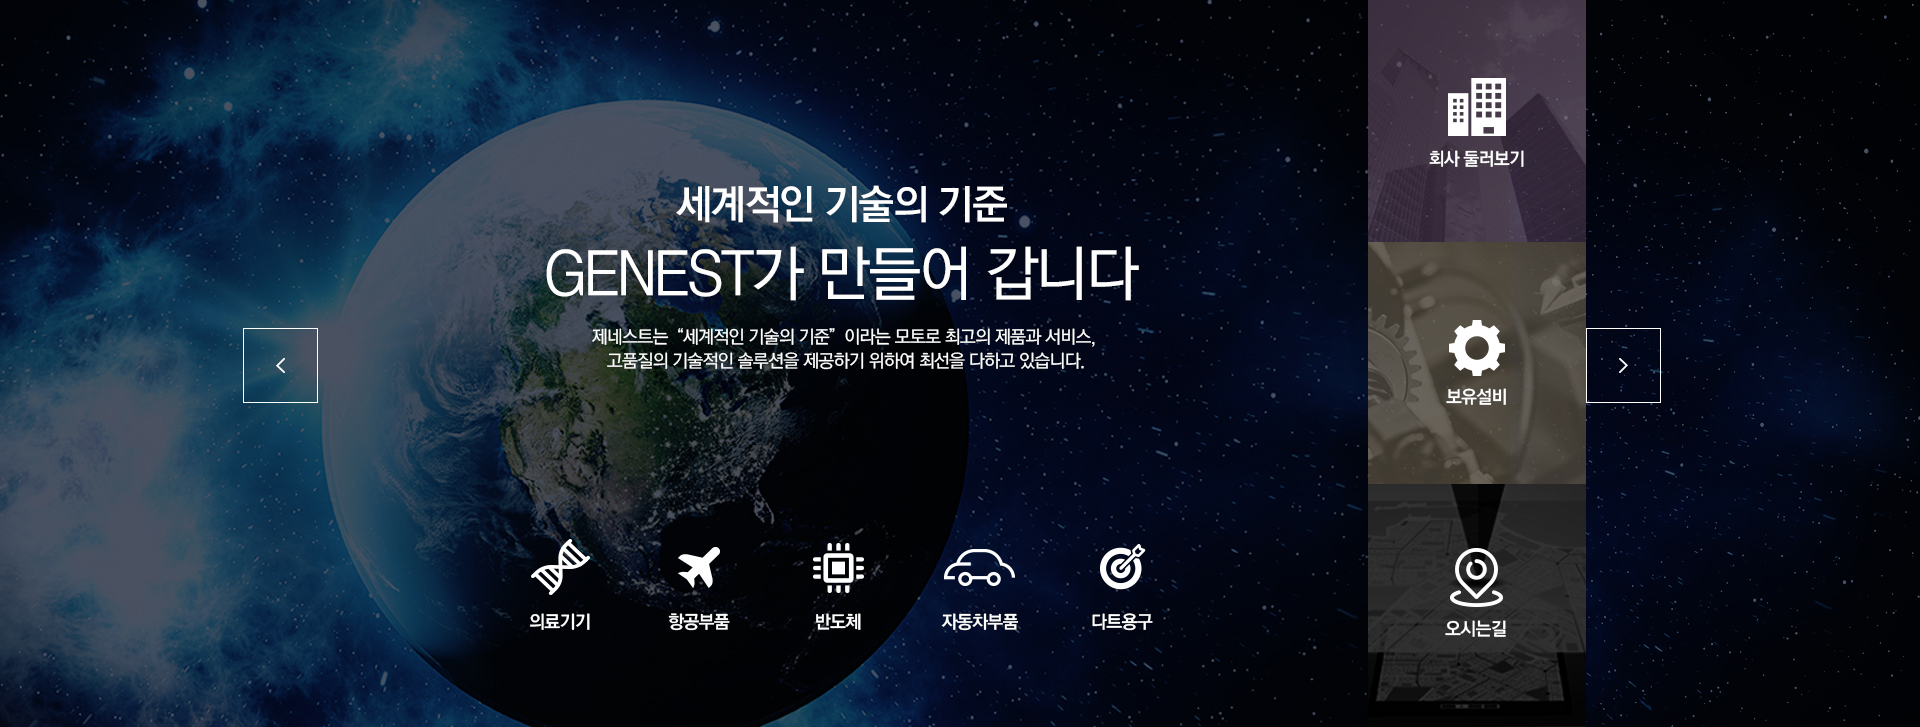 세계적인 기술의 기준
GENEST가 만들어 갑니다
제네스트는 “세계적인 기술의 기준” 이라는 모토로 최고의 제품과 서비스,
고품질의 기술적인 솔루션을 제공하기 위하여 최선을 다하고 있습니다.
의료기기
항공부품
반도체
자동차부품
다트용구
회사 둘러보기
보유설비
오시는길